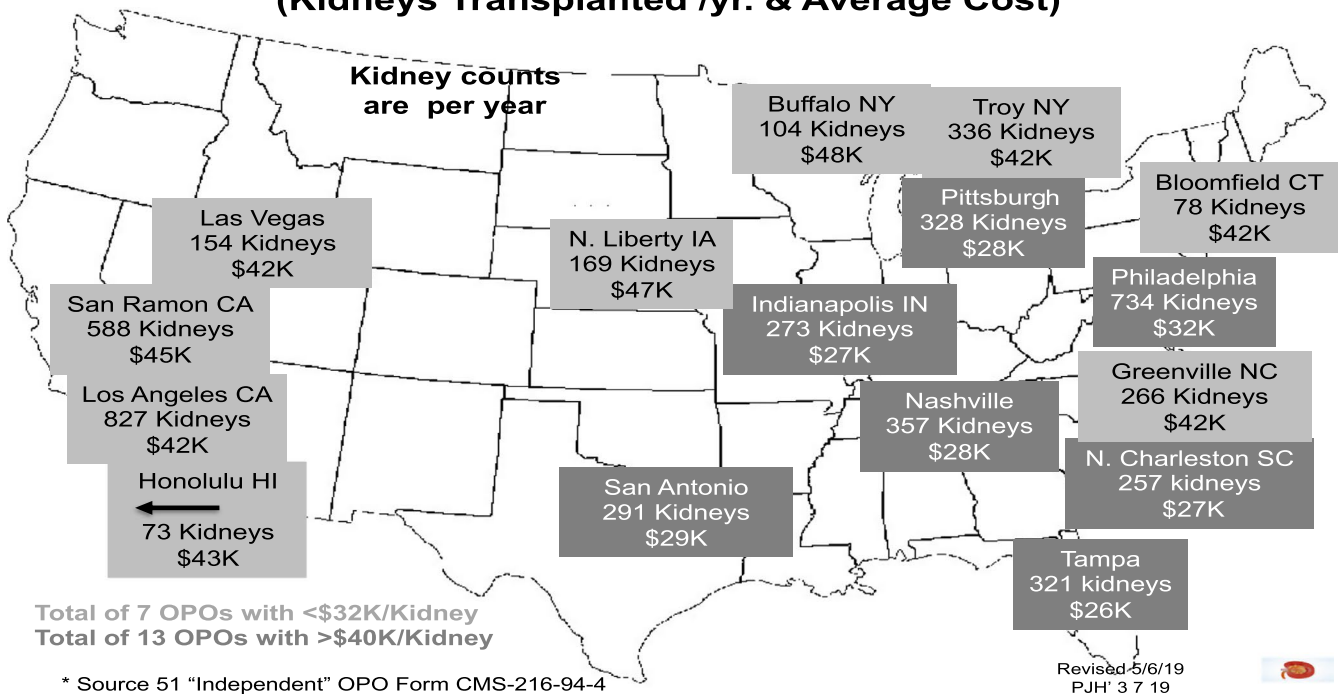 (Kidneys Transplanted /yr. & Average Cost)
Kidney counts
are per year
Buffalo NY
104 Kidneys
$48K
Troy NY
336 Kidneys
$42K
Bloomfield CT
78 Kidneys
$42K
Pittsburgh
328 Kidneys
$28K
Las Vegas
154 Kidneys
$42K
N. Liberty IA
169 Kidneys
$47K
Philadelphia
734 Kidneys
$32K
San Ramon CA
588 Kidneys
$45K
Indianapolis IN
273 Kidneys
$27K
Greenville NC
266 Kidneys
$42K
Los Angeles CA
827 Kidneys
$42K
Nashville
357 Kidneys
$28K
N. Charleston SC
257 kidneys
$27K
Honolulu HI
73 Kidneys
$43K
San Antonio
291 Kidneys
$29K
Tampa
321 kidneys
$26K
Total of 7 OPOs with <$32K/Kidney
Total of 13 OPOs with >$40K/Kidney
* Source 51 “Independent” OPO Form CMS-216-94-4
Revised 5/6/19
PJH’ 3 7 19